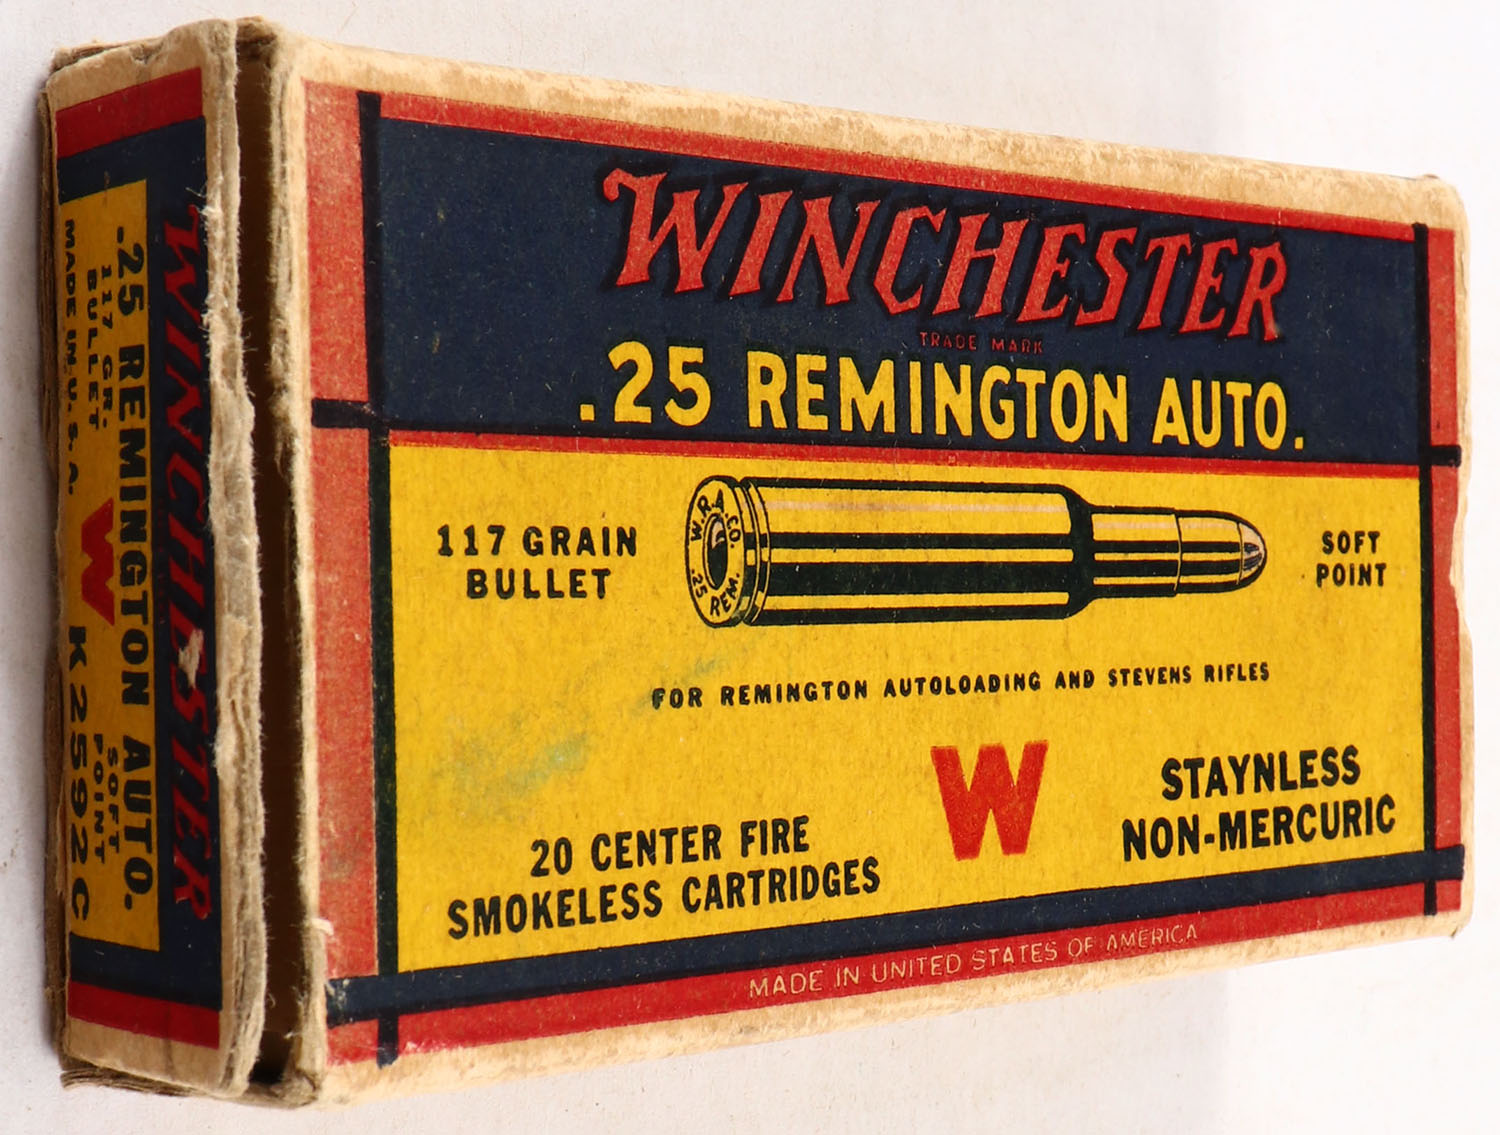 WINCHESTER
TRADE MARK
.25 REMINGTON AUTO.
117 GRAIN
BULLET
W.R.A.CO.
.25 REM.
SOFT
POINT
FOR REMINGTON AUTOLOADING AND STEVENS RIFLES
W
20 CENTER FIRE
SMOKELESS CARTRIDGES
STAYNLESS
NON-MERCURIC
MADE IN UNITED STATES OF AMERICA
WINCHESTER
.25 REMINGTON AUTO.
117 GR.
BULLET
W
SOFT
POINT
MADE IN U.S.A.
K 2592 C